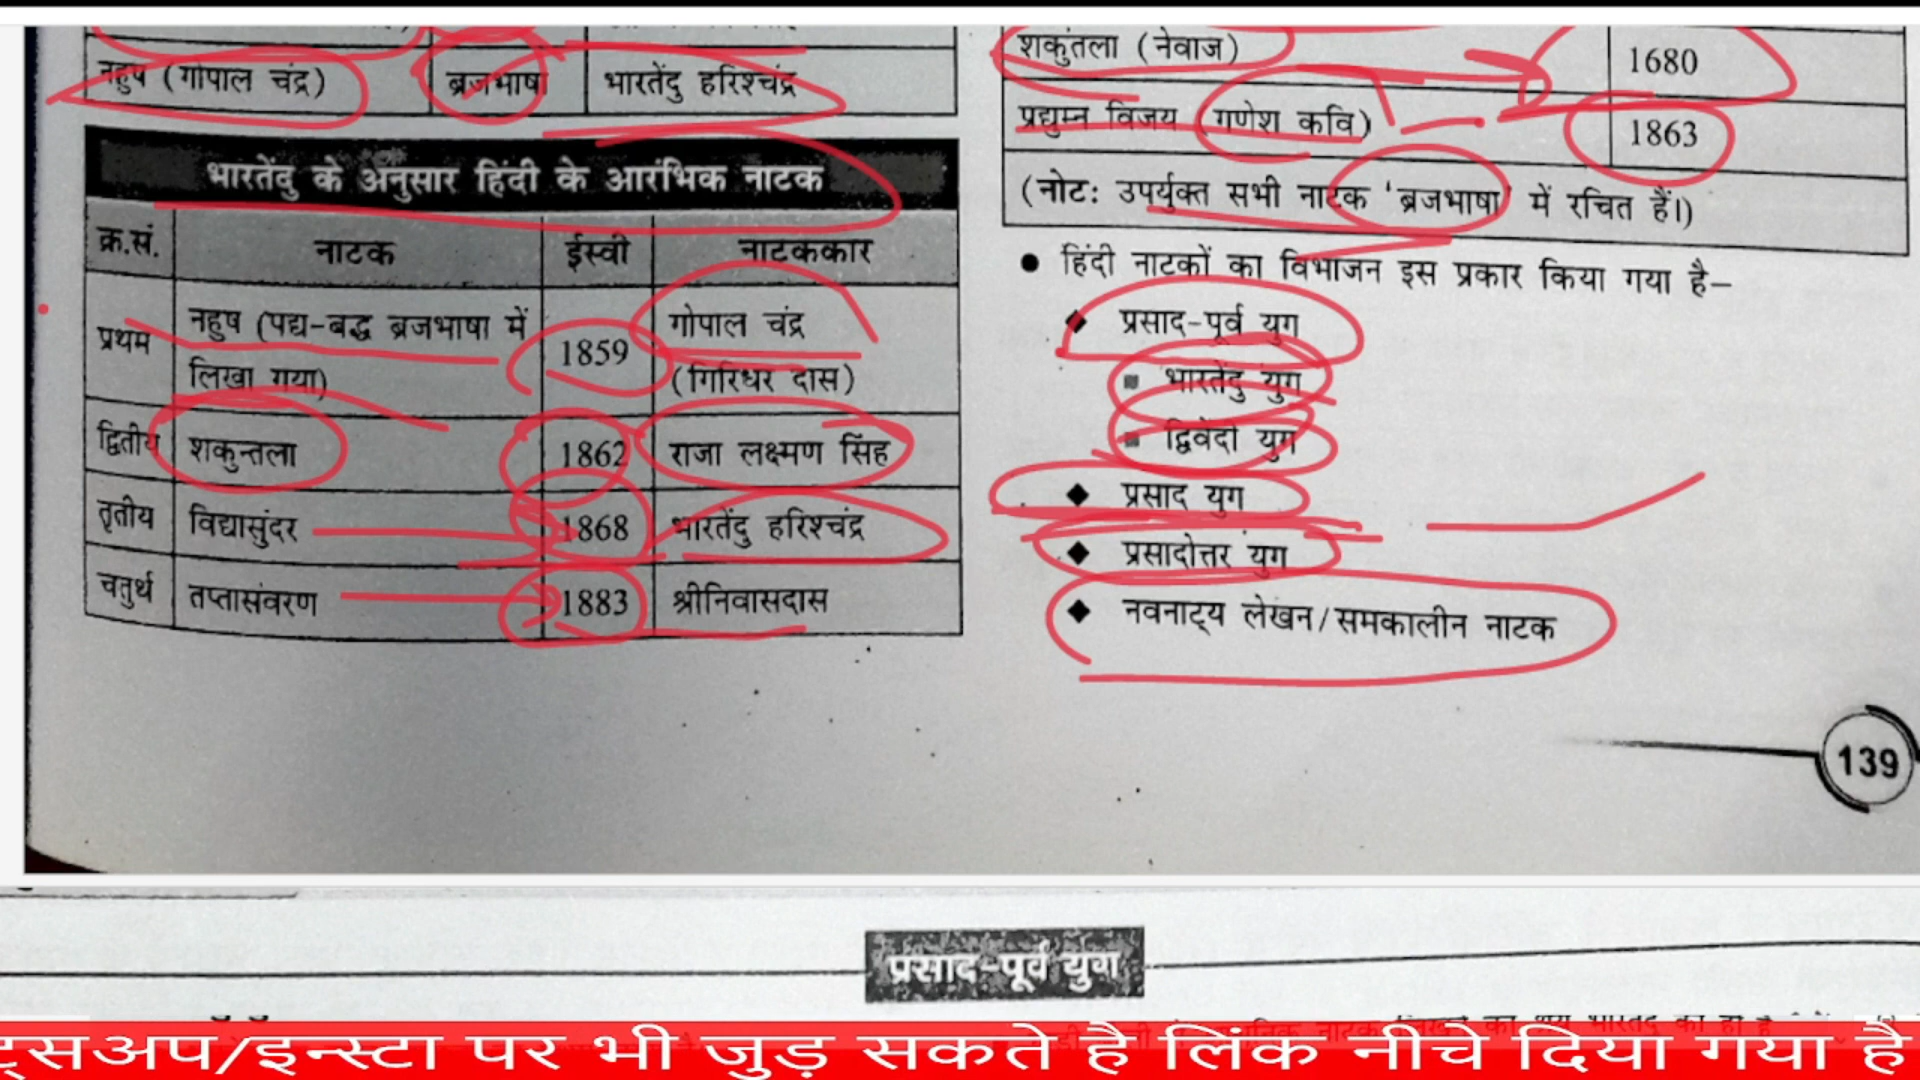 नहुष (गोपाल चंद्र) ब्रजभाषा भारतेंदु हरिश्चंद्र
भारतेंदु के अनुसार हिंदी के आरंभिक नाटक
क्र.सं. नाटक ईस्वी नाटककार
प्रथम नहुष (पद्य-बद्ध ब्रजभाषा में लिखा गया) 1859 गोपाल चंद्र (गिरिधर दास)
द्वितीय शकुन्तला 1862 राजा लक्ष्मण सिंह
तृतीय विद्यासुंदर 1868 भारतेंदु हरिश्चंद्र
चतुर्थ तप्तासंवरण 1883 श्रीनिवासदास
शकुंतला (नेवाज) 1680
प्रद्युम्न विजय (गणेश कवि) 1863
(नोट: उपर्युक्त सभी नाटक 'ब्रजभाषा' में रचित हैं।)
● हिंदी नाटकों का विभाजन इस प्रकार किया गया है–
◆ प्रसाद-पूर्व युग
■ भारतेंदु युग
■ द्विवेदी युग
◆ प्रसाद युग
◆ प्रसादोत्तर युग
◆ नवनाट्य लेखन/समकालीन नाटक
139
प्रसाद-पूर्व युग
ट्सअप/इन्स्टा पर भी जुड़ सकते है लिंक नीचे दिया गया है